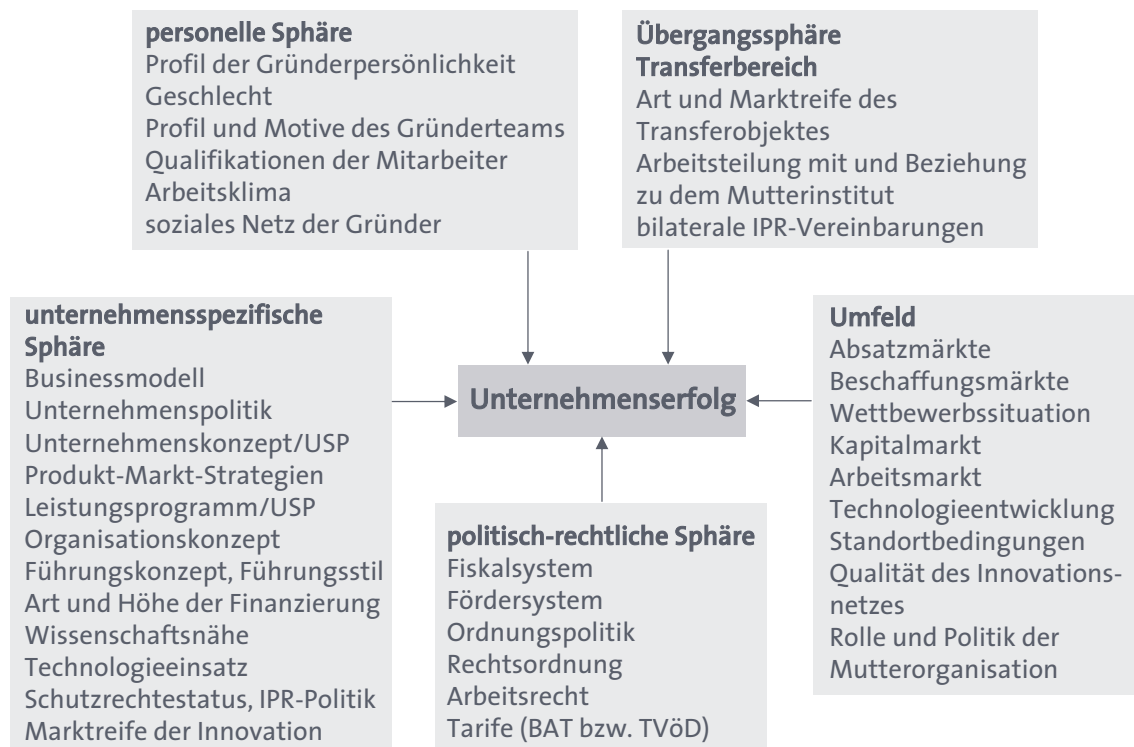 personelle Sphäre
Profil der Gründerpersönlichkeit
Geschlecht
Profil und Motive des Gründerteams
Qualifikationen der Mitarbeiter
Arbeitsklima
soziales Netz der Gründer
Übergangssphäre
Transferbereich
Art und Marktreife des
Transferobjektes
Arbeitsteilung mit und Beziehung
zu dem Mutterinstitut
bilaterale IPR-Vereinbarungen
unternehmensspezifische
Sphäre
Businessmodell
Unternehmenspolitik
Unternehmenskonzept/USP
Produkt-Markt-Strategien
Leistungsprogramm/USP
Organisationskonzept
Führungskonzept, Führungsstil
Art und Höhe der Finanzierung
Wissenschaftsnähe
Technologieeinsatz
Schutzrechtestatus, IPR-Politik
Marktreife der Innovation
Unternehmenserfolg
politisch-rechtliche Sphäre
Fiskalsystem
Fördersystem
Ordnungspolitik
Rechtsordnung
Arbeitsrecht
Tarife (BAT bzw. TVöD)
Umfeld
Absatzmärkte
Beschaffungsmärkte
Wettbewerbssituation
Kapitalmarkt
Arbeitsmarkt
Technologieentwicklung
Standortbedingungen
Qualität des Innovations-
netzes
Rolle und Politik der
Mutterorganisation